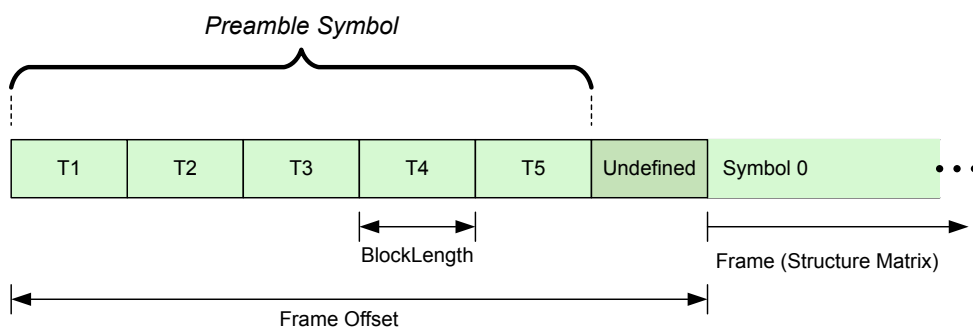 Preamble Symbol
T1
T2
T3
T4
T5
Undefined
Symbol 0
BlockLength
Frame (Structure Matrix)
Frame Offset